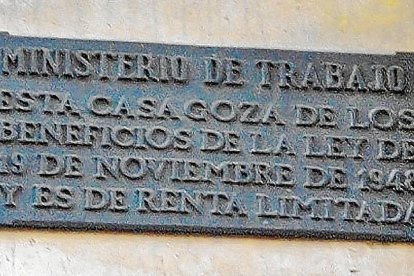 MINISTERIO DE TRABAJO
ESTA CASA GOZA DE LOS
BENEFICIOS DE LA LEY DE
19 DE NOVIEMBRE DE 1948
Y ES DE RENTA LIMITADA